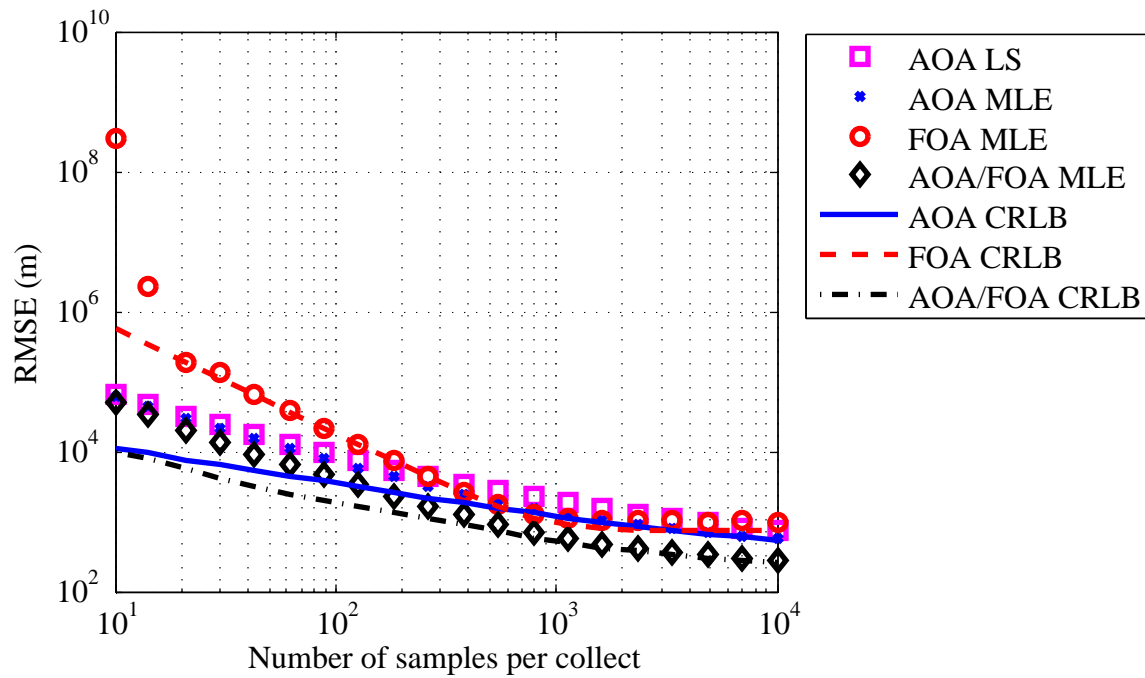 10^10
10^8
10^6
10^4
10^2
RMSE (m)
10^1
10^2
10^3
10^4
Number of samples per collect
AOA LS
AOA MLE
FOA MLE
AOA/FOA MLE
AOA CRLB
FOA CRLB
AOA/FOA CRLB